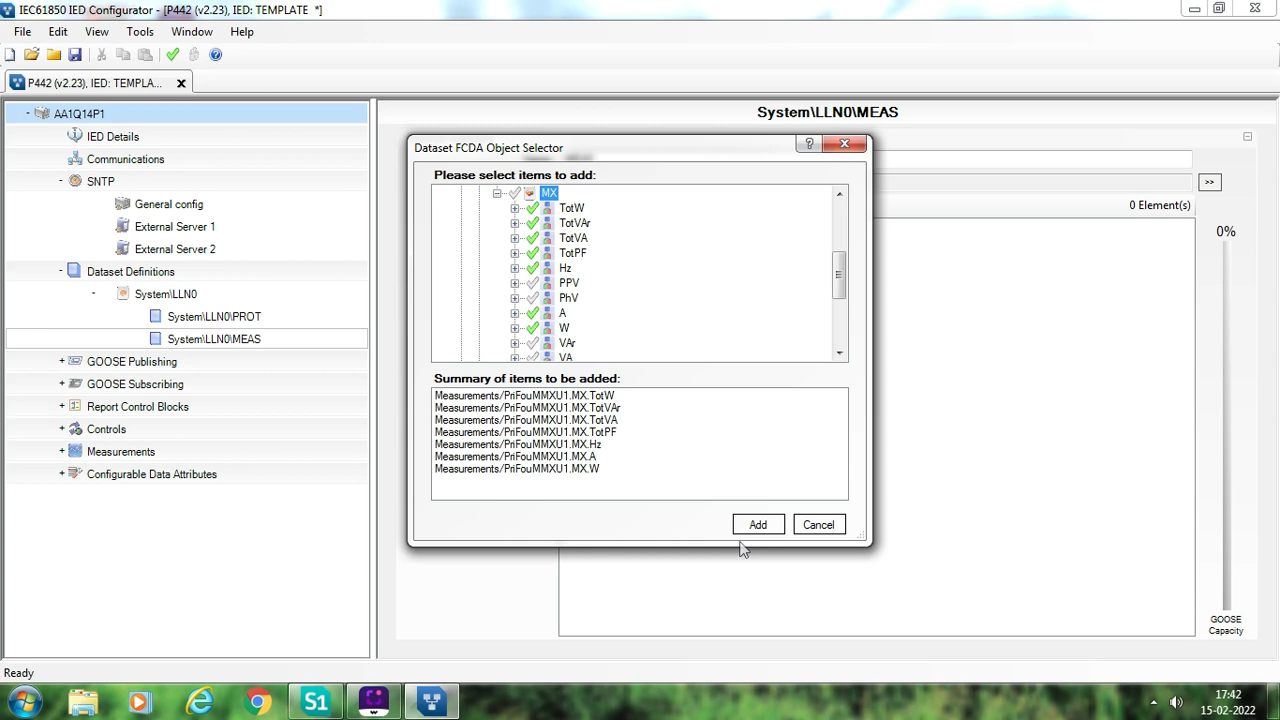 IEC61850 IED Configurator - [P442 (v2.23), IED: TEMPLATE *]
File Edit View Tools Window Help
P442 (v2.23), IED: TEMPLA...
AA1Q14P1
IED Details
Communications
SNTP
General config
External Server 1
External Server 2
Dataset Definitions
System\LLN0
System\LLN0\PROT
System\LLN0\MEAS
GOOSE Publishing
GOOSE Subscribing
Report Control Blocks
Controls
Measurements
Configurable Data Attributes
System\LLN0\MEAS
>>
0 Element(s)
0%
GOOSE
Capacity
Dataset FCDA Object Selector
Please select items to add:
MX
TotW
TotVAr
TotVA
TotPF
Hz
PPV
PhV
A
W
VAr
VA
Summary of items to be added:
Measurements/PriFouMMXU1.MX.TotW
Measurements/PriFouMMXU1.MX.TotVAr
Measurements/PriFouMMXU1.MX.TotVA
Measurements/PriFouMMXU1.MX.TotPF
Measurements/PriFouMMXU1.MX.Hz
Measurements/PriFouMMXU1.MX.A
Measurements/PriFouMMXU1.MX.W
Add Cancel
Ready
S1
17:42
15-02-2022